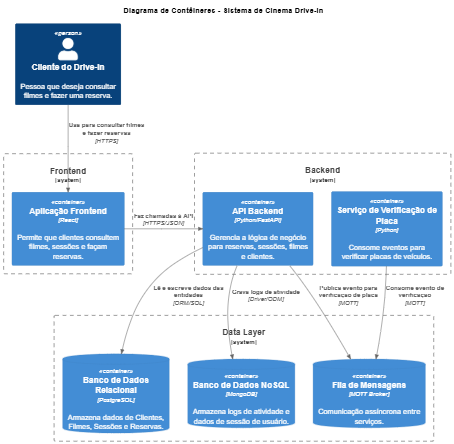 Diagrama de Contêineres - Sistema de Cinema Drive-in
«person»
Cliente do Drive-in
Pessoa que deseja consultar
filmes e fazer uma reserva.
Usa para consultar filmes
e fazer reservas
[HTTPS]
Frontend
[system]
«container»
Aplicação Frontend
[React]
Permite que clientes consultem
filmes, sessões e façam
reservas.
Faz chamadas à API
[HTTPS/JSON]
Backend
[system]
«container»
API Backend
[Python/FastAPI]
Gerencia a lógica de negócio
para reservas, sessões, filmes
e clientes.
«container»
Serviço de Verificação de
Placa
[Python]
Consome eventos para
verificar placas de veículos.
Lê e escreve dados das
entidades
[ORM/SQL]
Grava logs de atividade
[Driver/ODM]
Publica evento para
verificação de placa
[MQTT]
Consome evento de
verificação
[MQTT]
Data Layer
[system]
«container»
Banco de Dados
Relacional
[PostgreSQL]
Armazena dados de Clientes,
Filmes, Sessões e Reservas.
«container»
Banco de Dados NoSQL
[MongoDB]
Armazena logs de atividade e
dados de sessão de usuário.
«container»
Fila de Mensagens
[MQTT Broker]
Comunicação assíncrona entre
serviços.